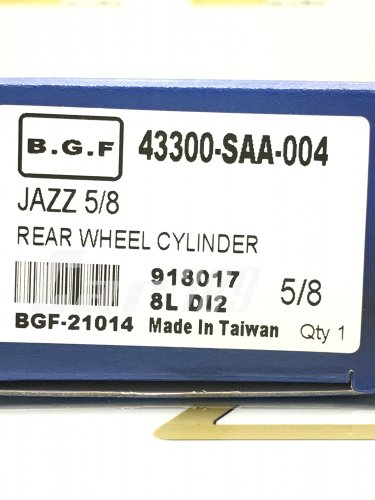 B.G.F 43300-SAA-004
JAZZ 5/8
REAR WHEEL CYLINDER
918017
8L DI2 5/8
BGF-21014 Made In Taiwan Qty 1